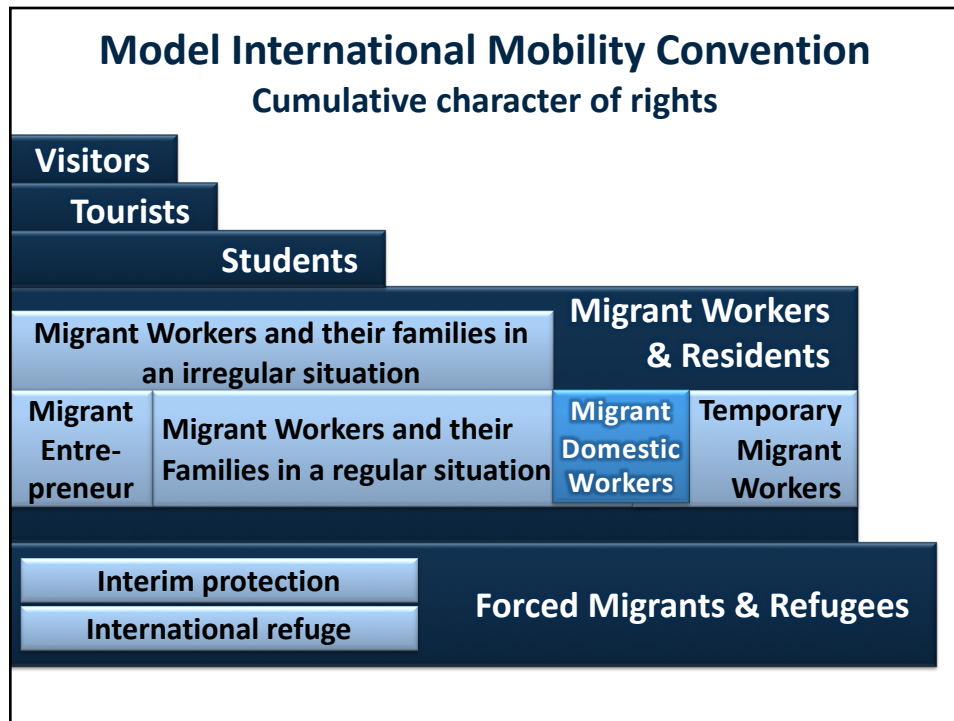 Model International Mobility Convention
Cumulative character of rights
Visitors
Tourists
Students
Migrant Workers
& Residents
Migrant Workers and their families in
an irregular situation
Migrant
Entre-
preneur
Migrant Workers and their
Families in a regular situation
Migrant
Domestic
Workers
Temporary
Migrant
Workers
Interim protection
International refuge
Forced Migrants & Refugees